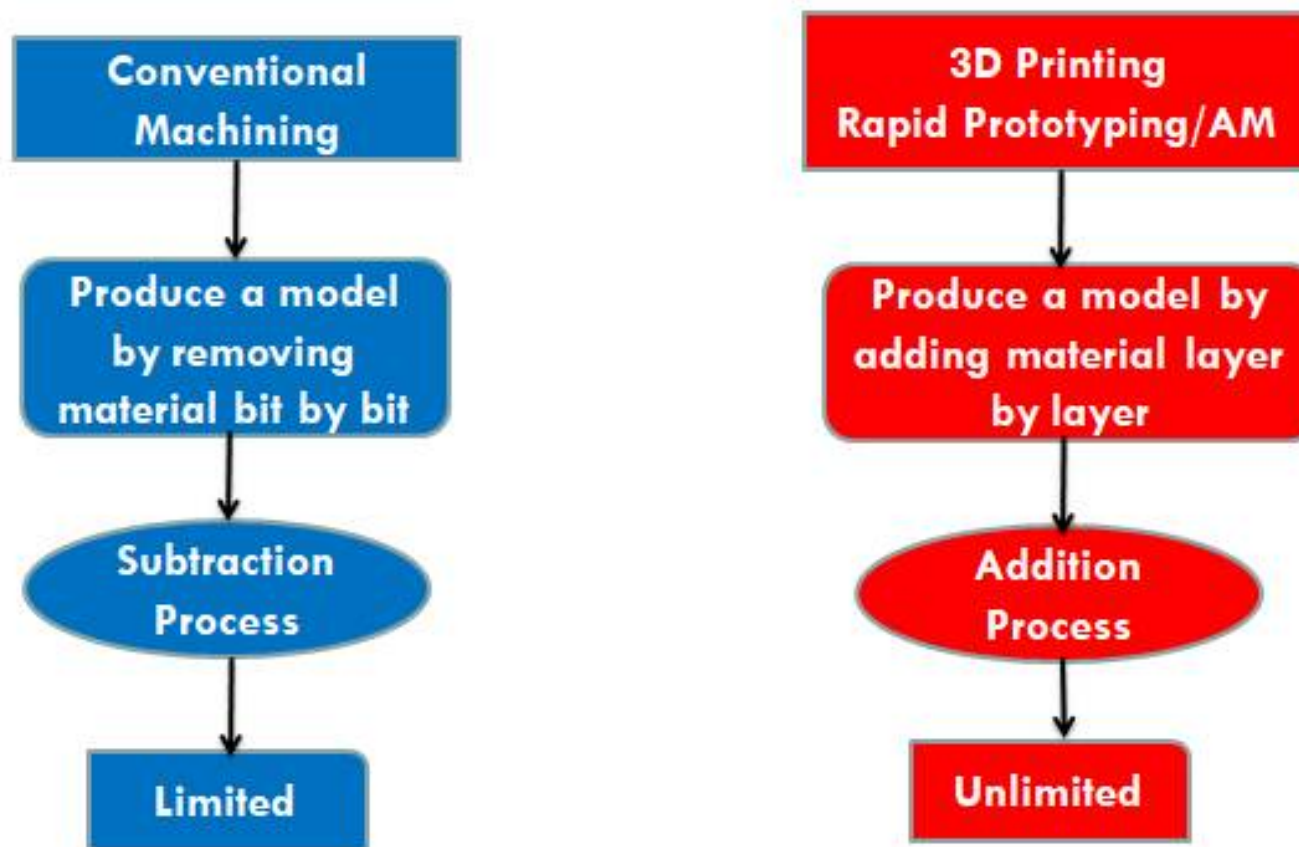 Conventional
Machining
Produce a model
by removing
material bit by bit
Subtraction
Process
Limited
3D Printing
Rapid Prototyping/AM
Produce a model by
adding material layer
by layer
Addition
Process
Unlimited